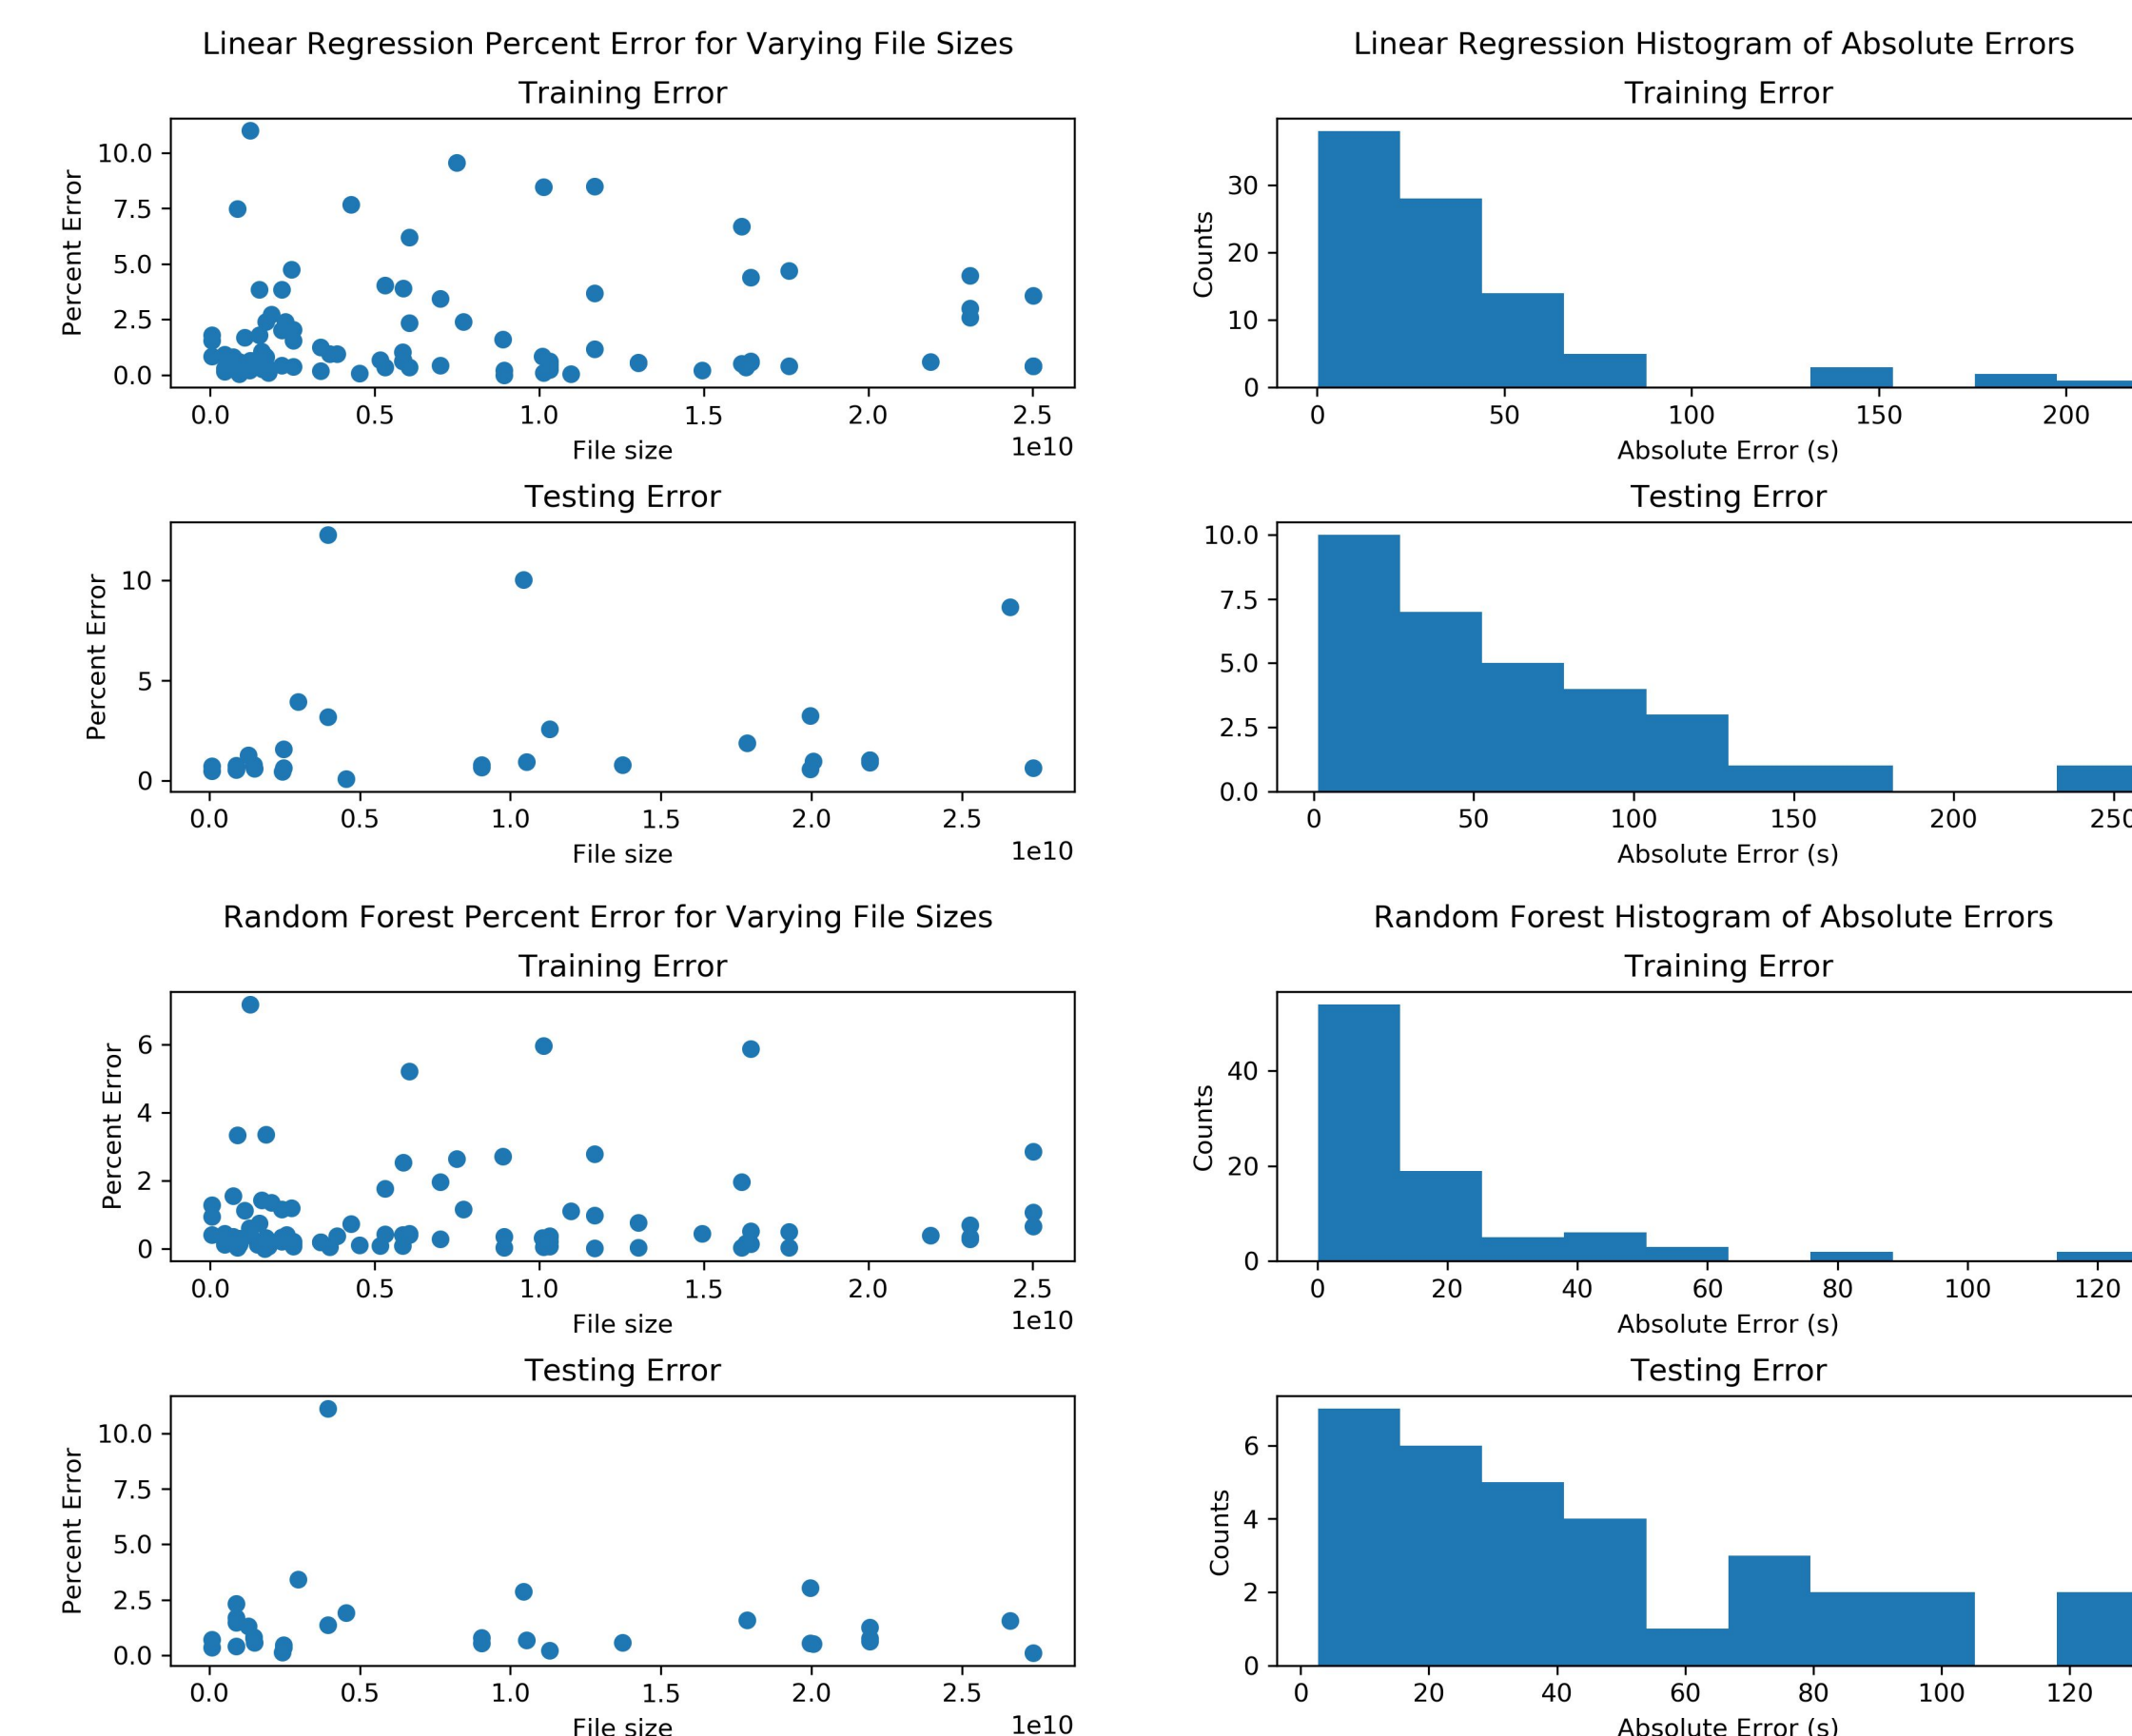 Linear Regression Percent Error for Varying File Sizes
Training Error
Percent Error
10.0
7.5
5.0
2.5
0.0
0.0 0.5 1.0 1.5 2.0 2.5
1e10
File size
Testing Error
Percent Error
10
5
0
0.0 0.5 1.0 1.5 2.0 2.5
1e10
File size
Linear Regression Histogram of Absolute Errors
Training Error
Counts
30
20
10
0
0 50 100 150 200
Absolute Error (s)
Testing Error
10.0
7.5
5.0
2.5
0.0
0 50 100 150 200 250
Absolute Error (s)
Random Forest Percent Error for Varying File Sizes
Training Error
Percent Error
6
4
2
0
0.0 0.5 1.0 1.5 2.0 2.5
1e10
File size
Testing Error
Percent Error
10.0
7.5
5.0
2.5
0.0
0.0 0.5 1.0 1.5 2.0 2.5
1e10
File size
Random Forest Histogram of Absolute Errors
Training Error
Counts
40
20
0
0 20 40 60 80 100 120
Absolute Error (s)
Testing Error
Counts
6
4
2
0
0 20 40 60 80 100 120
Absolute Error (s)